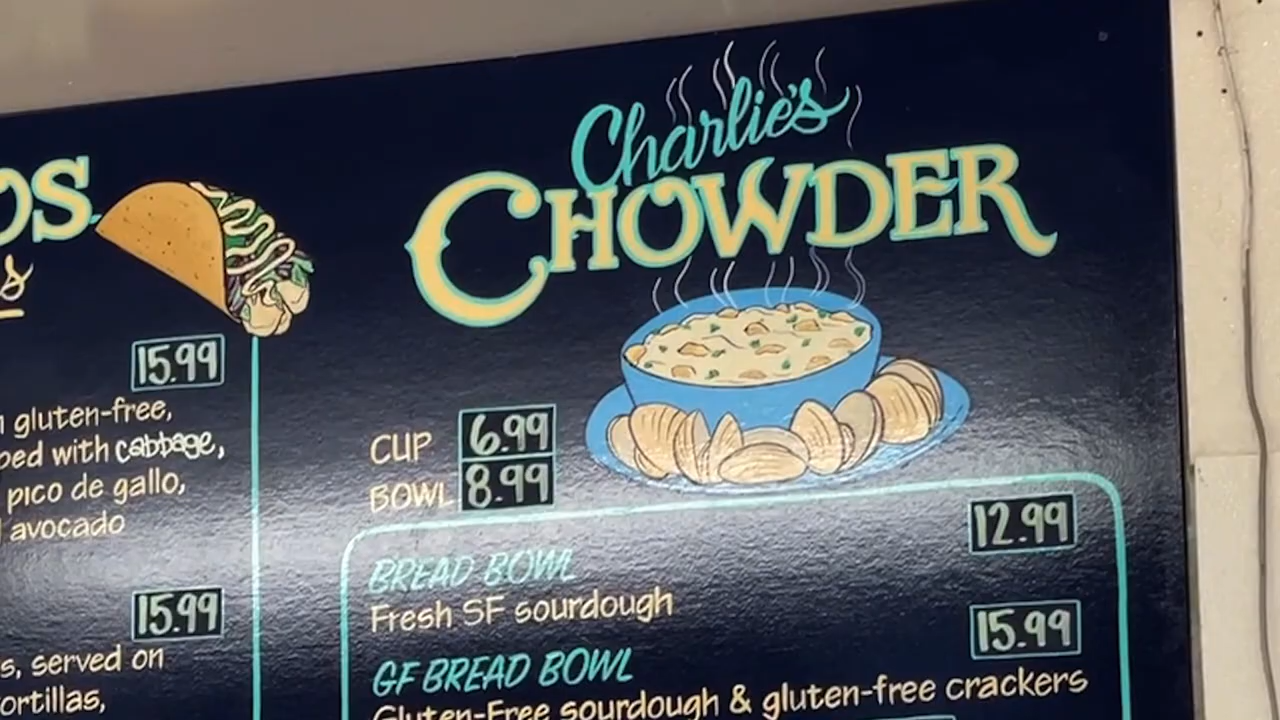 OS
s
15.99
gluten-free,
with cabbage,
pico de gallo,
avocado
15.99
served on
Charlie's
CHOWDER
CUP 6.99
BOWL 8.99
BREAD BOWL 12.99
Fresh SF sourdough
GF BREAD BOWL 15.99
Gluten-Free sourdough & gluten-free crackers